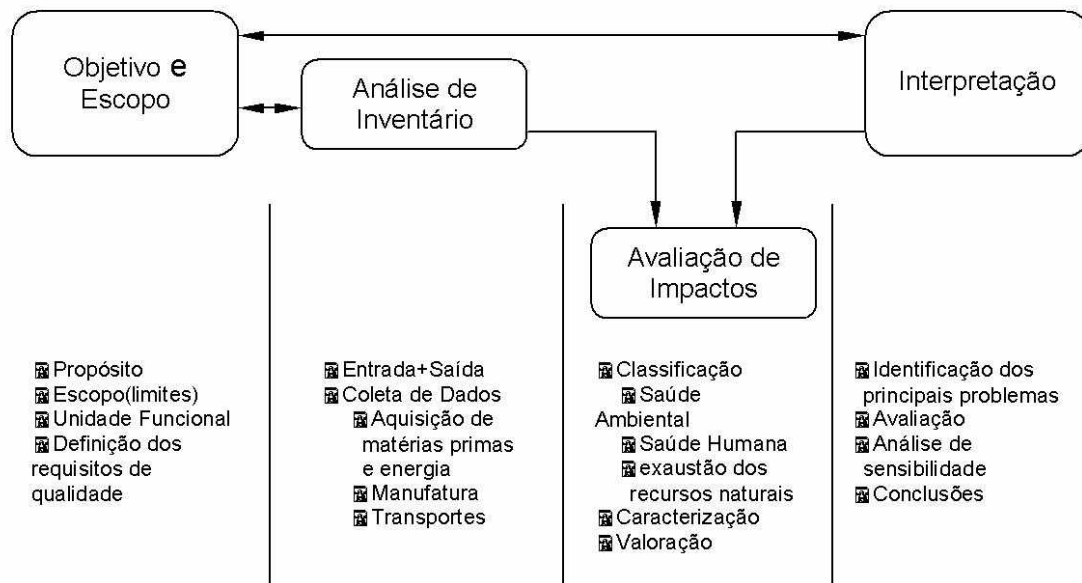 Objetivo e
Escopo
Análise de
Inventário
Interpretação
Avaliação de
Impactos
Propósito
Escopo(limites)
Unidade Funcional
Definição dos
requisitos de
qualidade
Entrada+Saída
Coleta de Dados
Aquisição de
matérias primas
e energia
Manufatura
Transportes
Classificação
Saúde
Ambiental
Saúde Humana
exaustão dos
recursos naturais
Caracterização
Valoração
Identificação dos
principais problemas
Avaliação
Análise de
sensibilidade
Conclusões